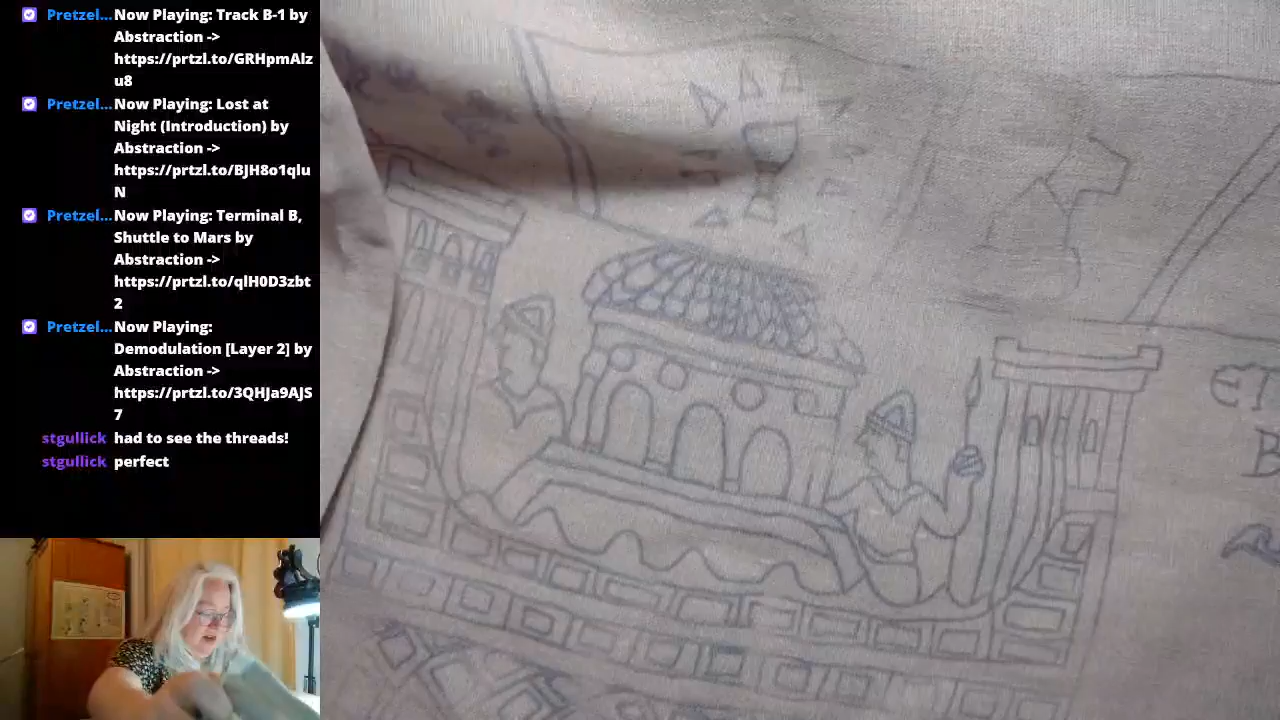 Pretzel... Now Playing: Track B-1 by
Abstraction ->
https://prtzl.to/GRHpmAlz
u8
Pretzel... Now Playing: Lost at
Night (Introduction) by
Abstraction ->
https://prtzl.to/BJH8o1qlu
N
Pretzel... Now Playing: Terminal B,
Shuttle to Mars by
Abstraction ->
https://prtzl.to/qlH0D3zbt
2
Pretzel... Now Playing:
Demodulation [Layer 2] by
Abstraction ->
https://prtzl.to/3QHJa9AJS
7
stgullick had to see the threads!
stgullick perfect
ET
B